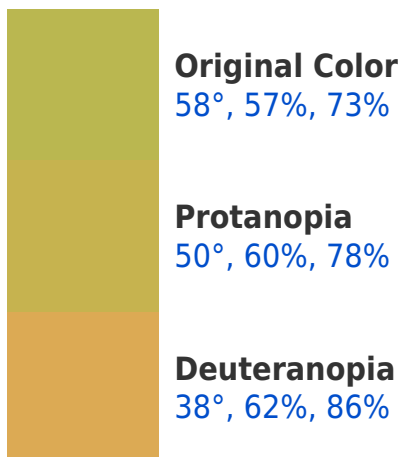 Original Color
58°, 57%, 73%
Protanopia
50°, 60%, 78%
Deuteranopia
38°, 62%, 86%